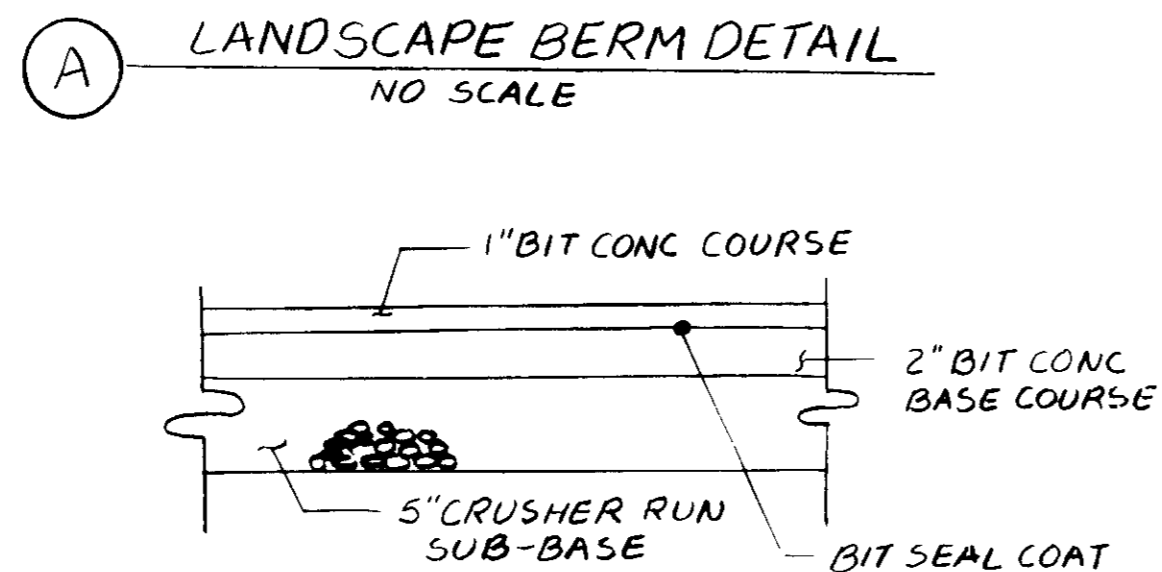 A
LANDSCAPE BERM DETAIL
NO SCALE
1" BIT CONC COURSE
2" BIT CONC
BASE COURSE
5" CRUSHER RUN
SUB-BASE
BIT SEAL COAT